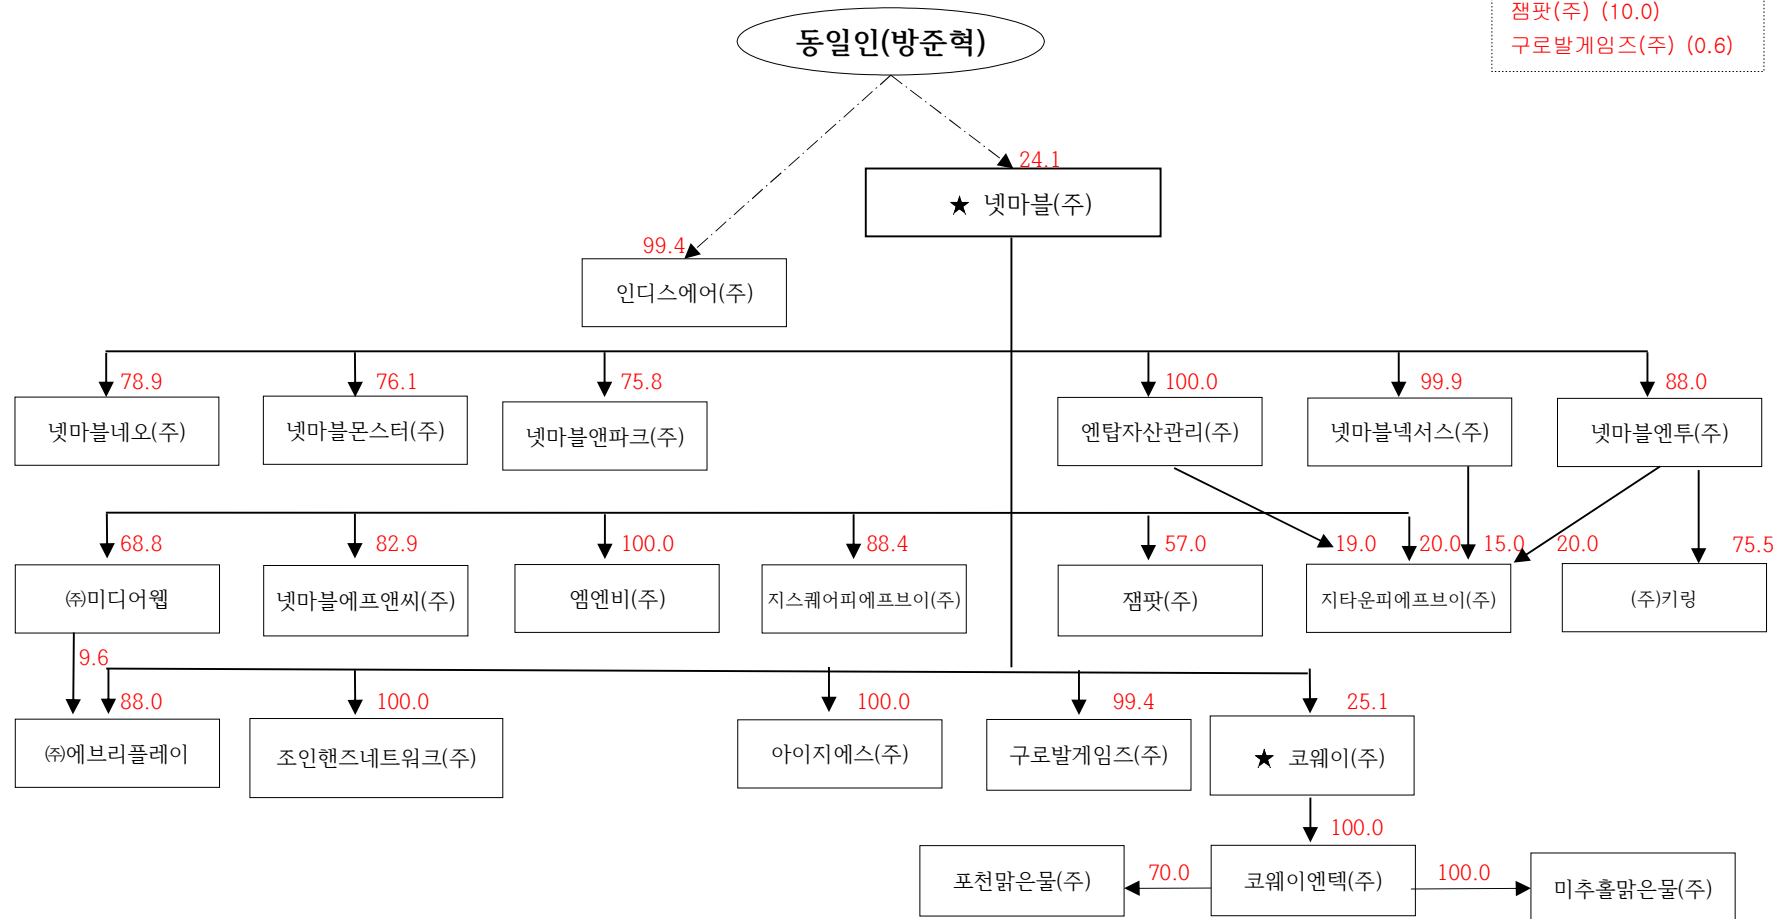 잼팟(주) (10.0)
구로발게임즈(주) (0.6)
동일인(방준혁)
24.1
★ 넷마블(주)
99.4
인디스에어(주)
78.9
76.1
75.8
100.0
99.9
88.0
넷마블네오(주)
넷마블몬스터(주)
넷마블앤파크(주)
엔탑자산관리(주)
넷마블넥서스(주)
넷마블엔투(주)
68.8
82.9
100.0
88.4
57.0
19.0
20.0
15.0
20.0
75.5
㈜미디어웹
넷마블에프앤씨(주)
엠엔비(주)
지스퀘어피에프브이(주)
잼팟(주)
지타운피에프브이(주)
(주)키링
9.6
88.0
100.0
100.0
99.4
25.1
㈜에브리플레이
조인핸즈네트워크(주)
아이지에스(주)
구로발게임즈(주)
★ 코웨이(주)
100.0
포천맑은물(주)
70.0
코웨이엔텍(주)
100.0
미추홀맑은물(주)